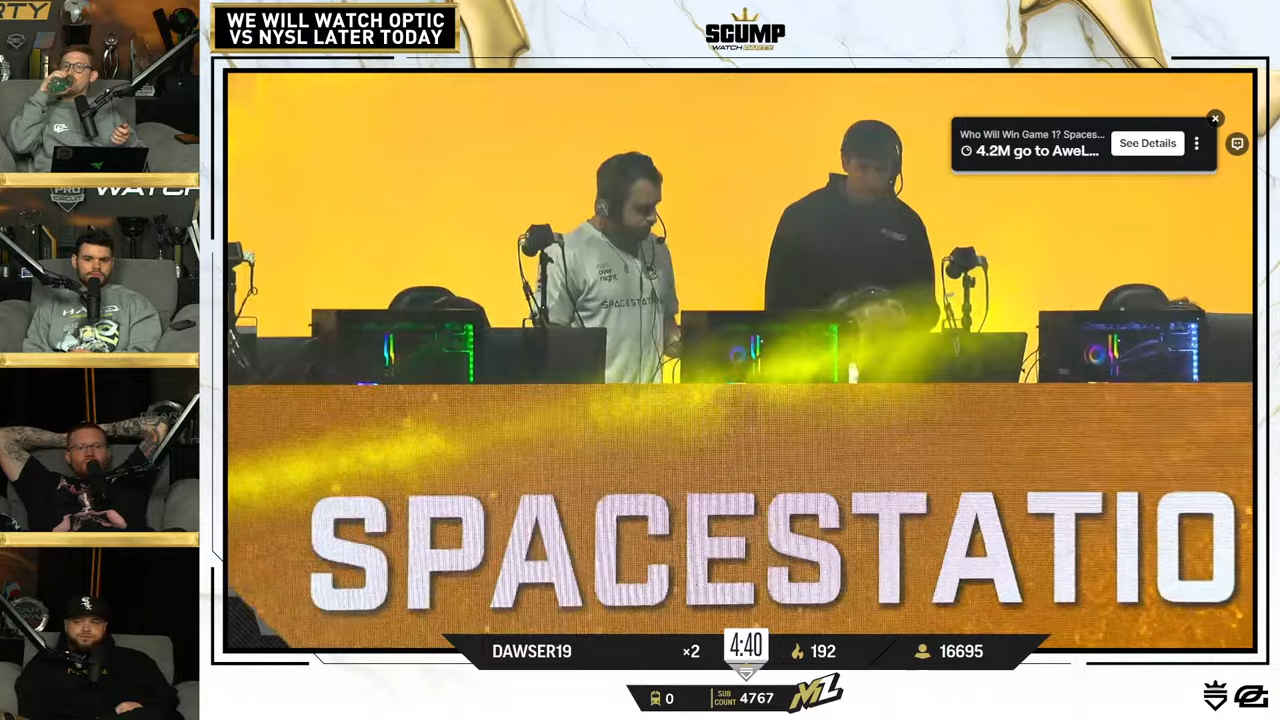 WE WILL WATCH OPTIC
VS NYSL LATER TODAY
SCUMP
WATCH PARTY
Who Will Win Game 1? Spaces...
4.2M go to AweL...
See Details
SPACESTATIO
DAWSER19
×2
4:40
192
16695
0
SUB
COUNT
4767